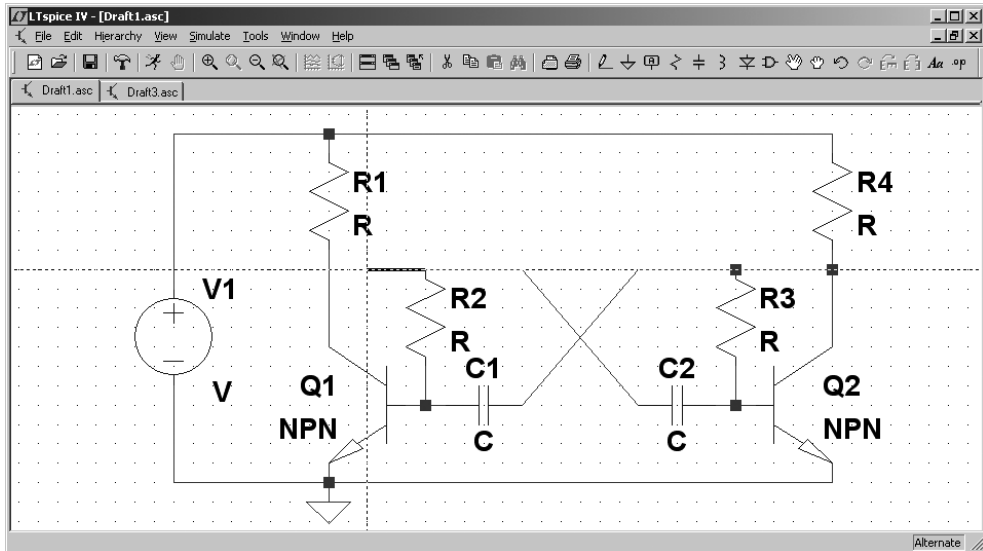 LTspice IV - [Draft1.asc]
File Edit Hierarchy View Simulate Tools Window Help
Aa .op
Draft1.asc Draft3.asc
R1
R
R4
R
V1
V
R2
R
R3
R
C1
C
C2
C
Q1
NPN
Q2
NPN
Alternate